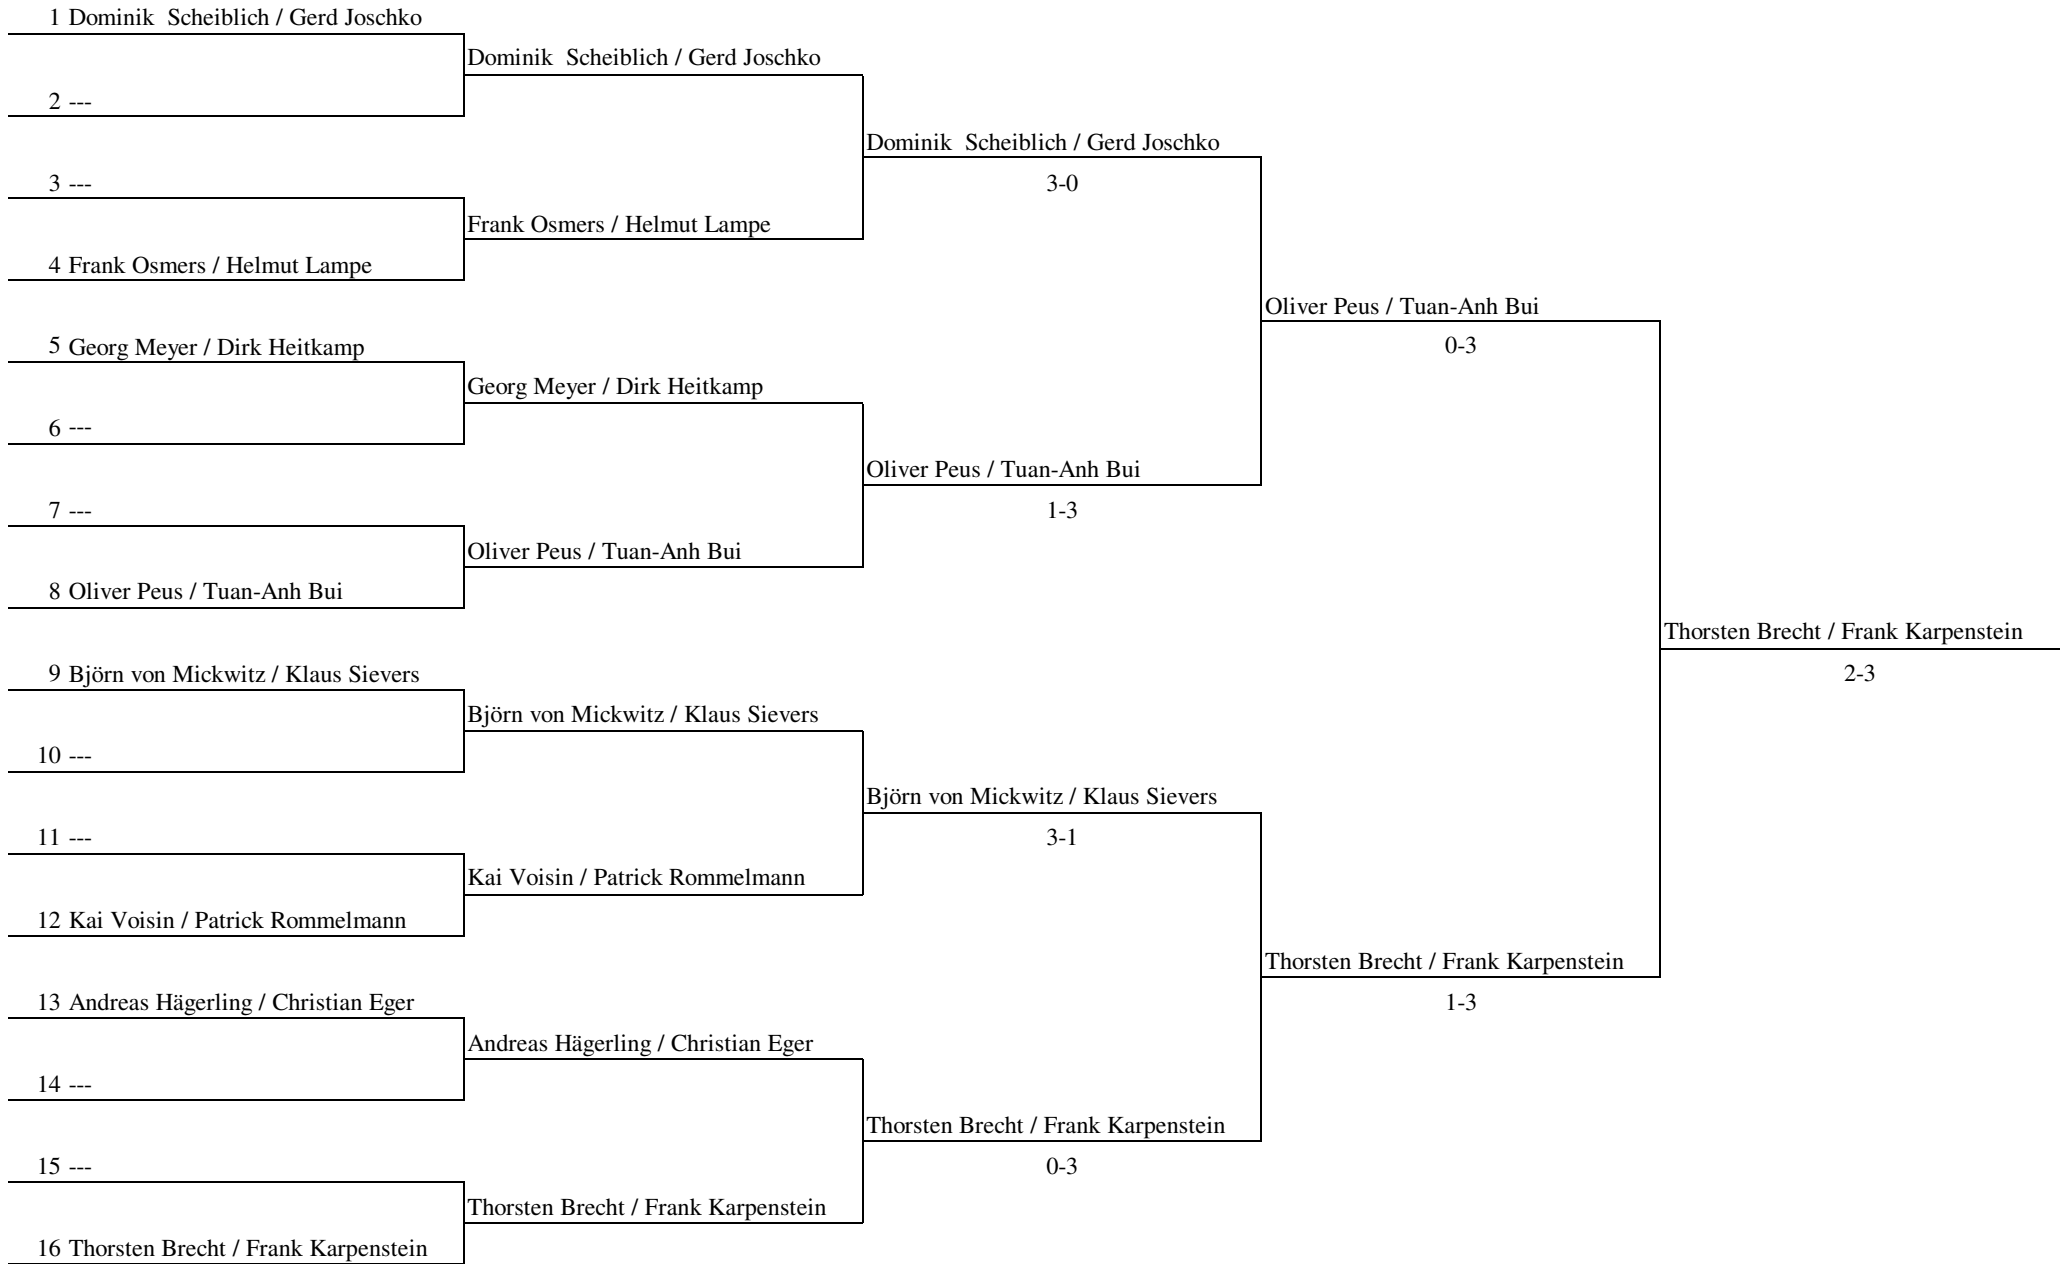 1 Dominik  Scheiblich / Gerd Joschko
Dominik  Scheiblich / Gerd Joschko
2 ---
Dominik  Scheiblich / Gerd Joschko
3 ---
3-0
Frank Osmers / Helmut Lampe
4 Frank Osmers / Helmut Lampe
Oliver Peus / Tuan-Anh Bui
5 Georg Meyer / Dirk Heitkamp
0-3
Georg Meyer / Dirk Heitkamp
6 ---
Oliver Peus / Tuan-Anh Bui
7 ---
1-3
Oliver Peus / Tuan-Anh Bui
8 Oliver Peus / Tuan-Anh Bui
Thorsten Brecht / Frank Karpenstein
9 Björn von Mickwitz / Klaus Sievers
2-3
Björn von Mickwitz / Klaus Sievers
10 ---
Björn von Mickwitz / Klaus Sievers
11 ---
3-1
Kai Voisin / Patrick Rommelmann
12 Kai Voisin / Patrick Rommelmann
Thorsten Brecht / Frank Karpenstein
13 Andreas Hägerling / Christian Eger
1-3
Andreas Hägerling / Christian Eger
14 ---
Thorsten Brecht / Frank Karpenstein
15 ---
0-3
Thorsten Brecht / Frank Karpenstein
16 Thorsten Brecht / Frank Karpenstein